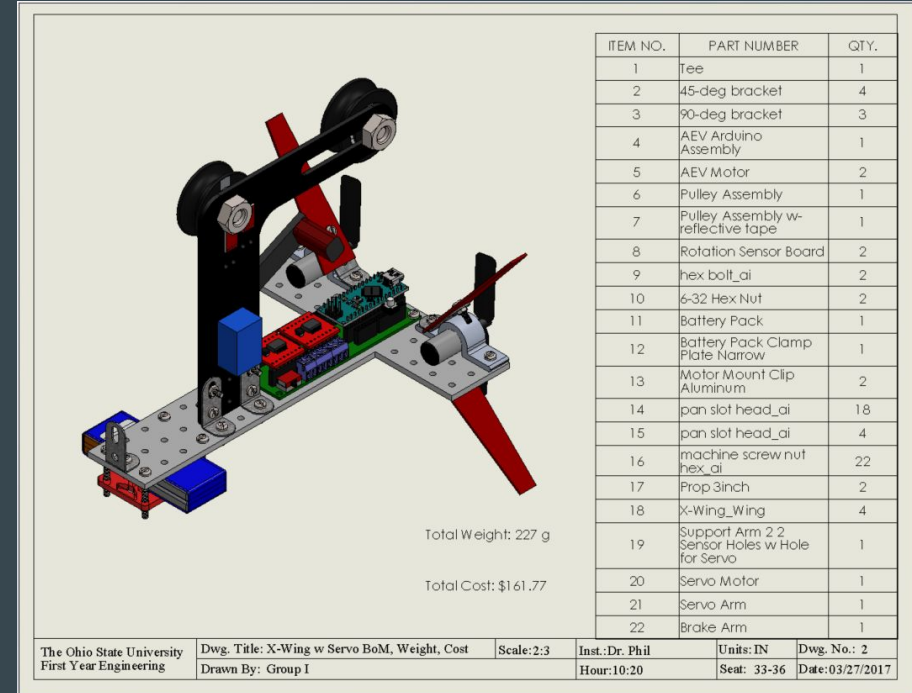 ITEM NO. PART NUMBER QTY.
1 Tee 1
2 45-deg bracket 4
3 90-deg bracket 3
4 AEV Arduino
Assembly 1
5 AEV Motor 2
6 Pulley Assembly 1
7 Pulley Assembly w-
reflective tape 1
8 Rotation Sensor Board 2
9 hex bolt_ai 2
10 6-32 Hex Nut 2
11 Battery Pack 1
12 Battery Pack Clamp
Plate Narrow 1
13 Motor Mount Clip
Aluminum 2
14 pan slot head_ai 18
15 pan slot head_ai 4
16 machine screw nut
hex_ai 22
17 Prop 3inch 2
18 X-Wing_Wing 4
19 Support Arm 2 2
Sensor Holes w Hole
for Servo 1
20 Servo Motor 1
21 Servo Arm 1
22 Brake Arm 1
Total Weight: 227 g
Total Cost: $161.77
The Ohio State University
First Year Engineering
Dwg. Title: X-Wing w Servo BoM, Weight, Cost
Scale:2:3
Inst.:Dr. Phil
Units:IN
Dwg. No.: 2
Drawn By: Group I
Hour:10:20
Seat: 33-36
Date:03/27/2017